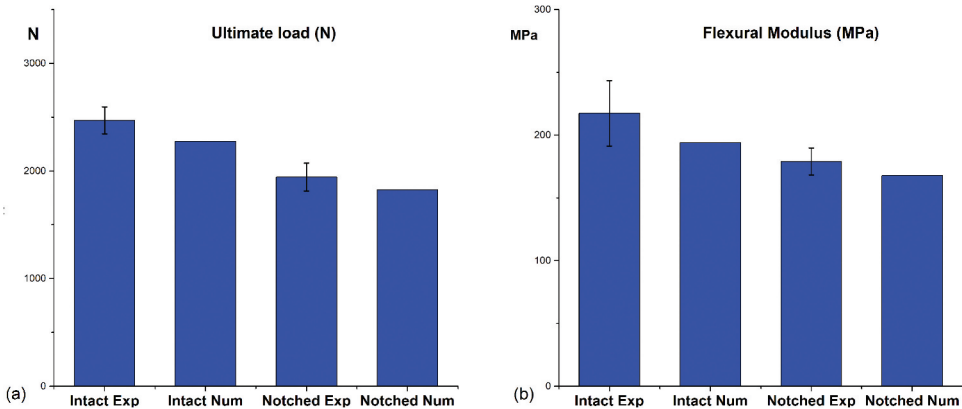 N
Ultimate load (N)
3000
2000
1000
0
Intact Exp
Intact Num
Notched Exp
Notched Num
(a)
MPa
Flexural Modulus (MPa)
300
200
100
0
Intact Exp
Intact Num
Notched Exp
Notched Num
(b)